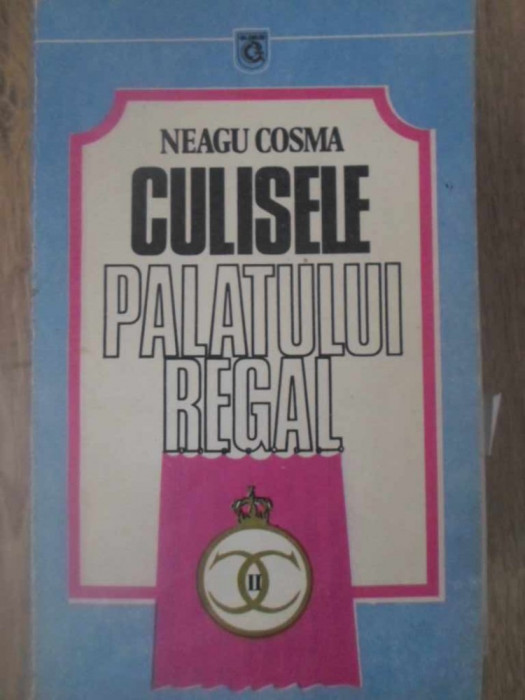 NEAGU COSMA
CULISELE
PALATULUI
REGAL
II